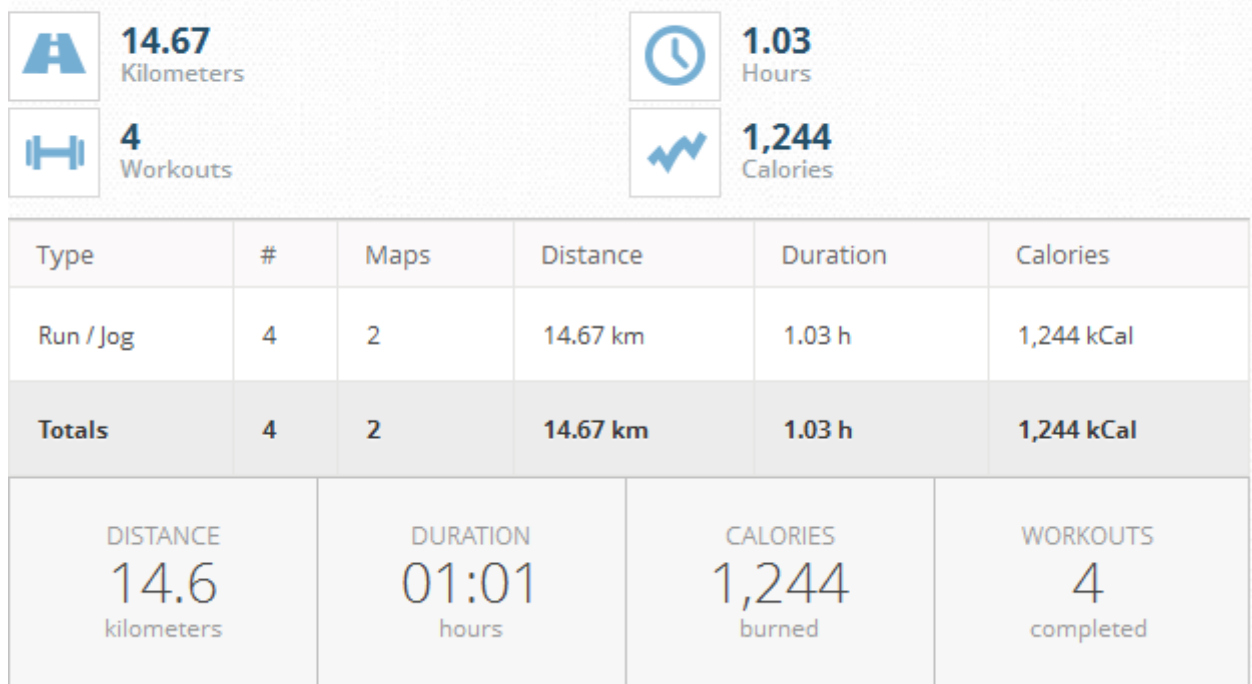 14.67
Kilometers
1.03
Hours
4
Workouts
1,244
Calories
Type # Maps Distance Duration Calories
Run / Jog 4 2 14.67 km 1.03 h 1,244 kCal
Totals 4 2 14.67 km 1.03 h 1,244 kCal
DISTANCE DURATION CALORIES WORKOUTS
14.6 01:01 1,244 4
kilometers hours burned completed